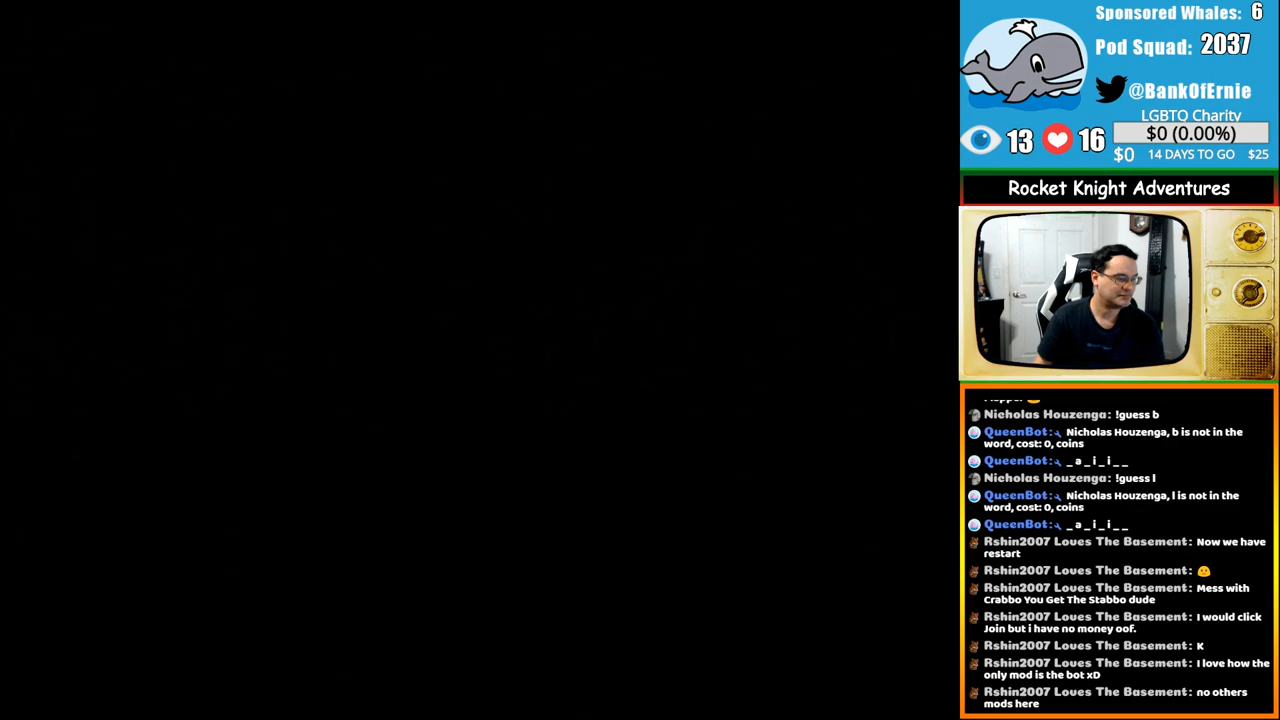 Sponsored Whales: 6
Pod Squad: 2037
@BankOfErnie
LGBTQ Charity
$0 (0.00%)
13
16
$0 14 DAYS TO GO $25
Rocket Knight Adventures
Nicholas Houzenga: !guess b
QueenBot: Nicholas Houzenga, b is not in the
word, cost: 0, coins
QueenBot: _ a _ i _ i _ _
Nicholas Houzenga: !guess l
QueenBot: Nicholas Houzenga, l is not in the
word, cost: 0, coins
QueenBot: _ a _ i _ i _ _
Rshin2007 Loves The Basement: Now we have
restart
Rshin2007 Loves The Basement:
Rshin2007 Loves The Basement: Mess with
Crabbo You Get The Stabbo dude
Rshin2007 Loves The Basement: I would click
Join but i have no money oof.
Rshin2007 Loves The Basement: K
Rshin2007 Loves The Basement: I love how the
only mod is the bot xD
Rshin2007 Loves The Basement: no others
mods here